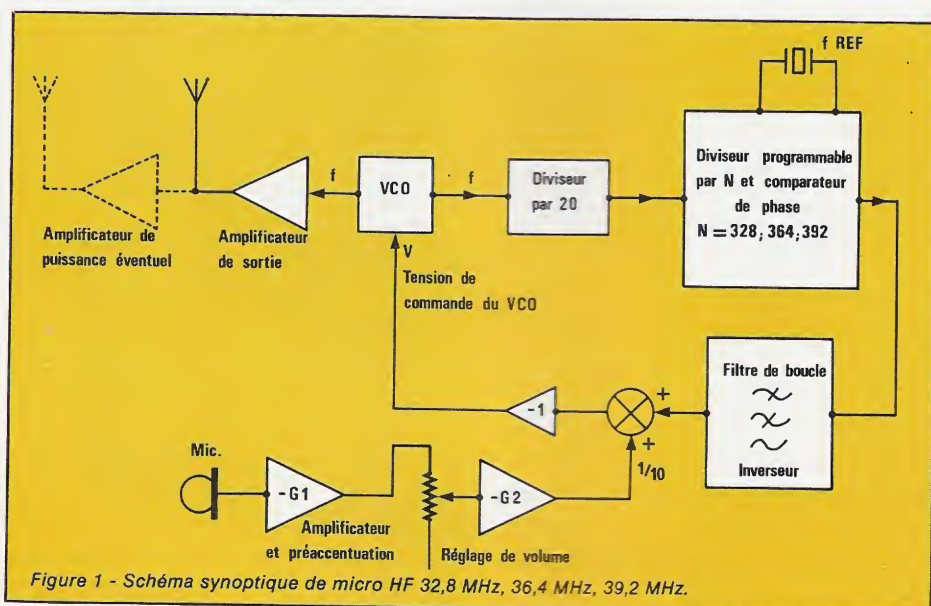 f REF
Diviseur programmable
par N et comparateur
de phase
N = 328 ; 364 ; 392
f
VCO
f
Diviseur
par 20
Amplificateur de
puissance éventuel
Amplificateur
de sortie
V
Tension de
commande du VCO
Filtre de boucle
Inverseur
-1
+
+
1/10
Mic.
-G1
-G2
Amplificateur
et préaccentuation
Réglage de volume
Figure 1 - Schéma synoptique de micro HF 32,8 MHz, 36,4 MHz, 39,2 MHz.